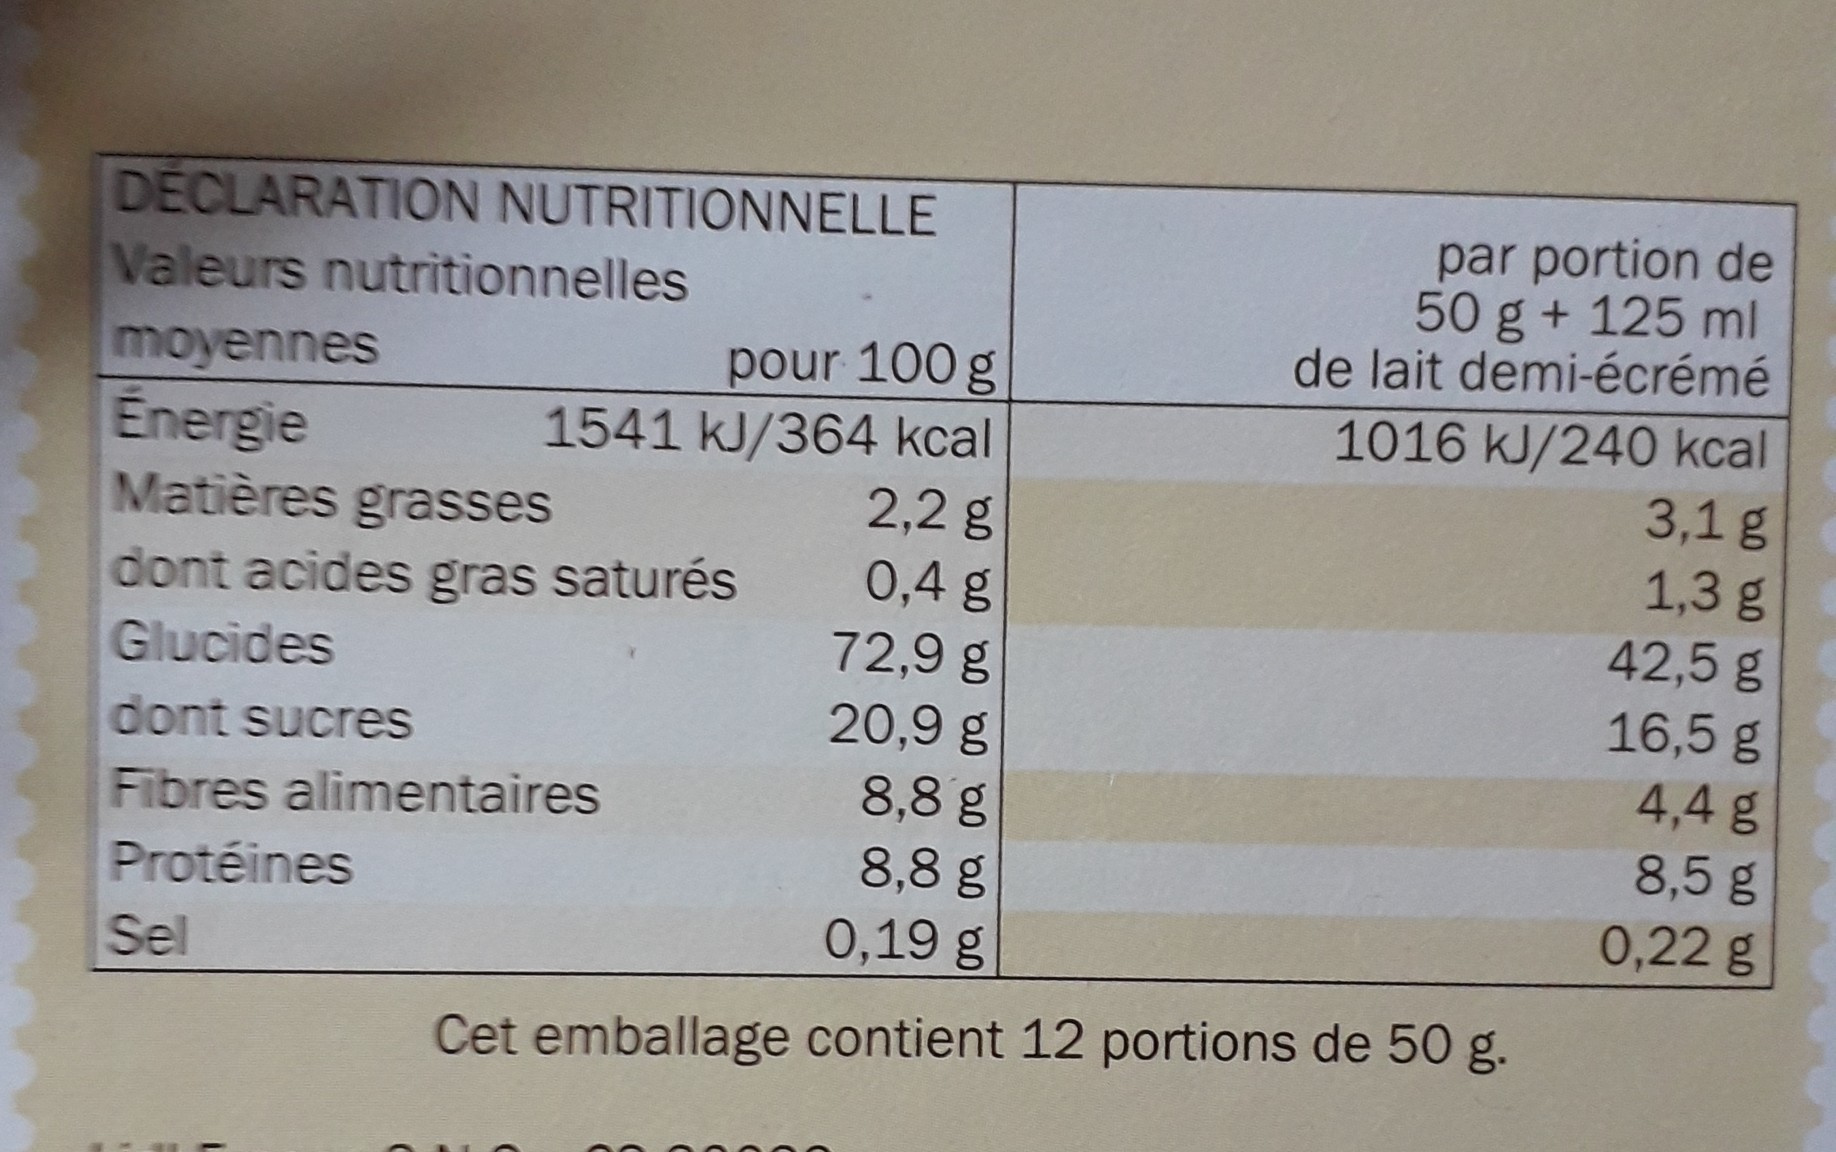 DÉCLARATION NUTRITIONNELLE
Valeurs nutritionnelles
moyennes pour 100 g
par portion de
50 g + 125 ml
de lait demi-écrémé
Énergie 1541 kJ/364 kcal 1016 kJ/240 kcal
Matières grasses 2,2 g 3,1 g
dont acides gras saturés 0,4 g 1,3 g
Glucides 72,9 g 42,5 g
dont sucres 20,9 g 16,5 g
Fibres alimentaires 8,8 g 4,4 g
Protéines 8,8 g 8,5 g
Sel 0,19 g 0,22 g
Cet emballage contient 12 portions de 50 g.